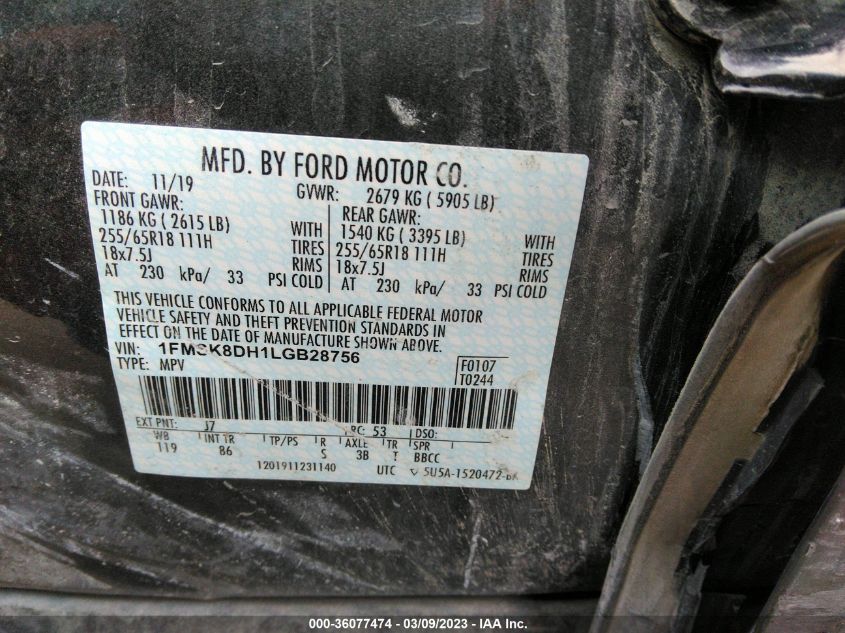 MFD. BY FORD MOTOR CO.
DATE: 11/19 GVWR: 2679 KG ( 5905 LB)
FRONT GAWR: REAR GAWR:
1186 KG ( 2615 LB) WITH 1540 KG ( 3395 LB) WITH
255/65R18 111H TIRES 255/65R18 111H TIRES
18x7.5J RIMS 18x7.5J RIMS
AT 230 kPa/ 33 PSI COLD AT 230 kPa/ 33 PSI COLD
THIS VEHICLE CONFORMS TO ALL APPLICABLE FEDERAL MOTOR
VEHICLE SAFETY AND THEFT PREVENTION STANDARDS IN
EFFECT ON THE DATE OF MANUFACTURE SHOWN ABOVE.
VIN: 1FMSK8DH1LGB28756 F0107
TYPE: MPV T0244
EXT PNT: J7 RC: 53 DSO:
WB INT TR TP/PS R AXLE TR SPR
119 86 S 3B T BBCC
1201911231140 UTC 5U5A-1520472-
000-36077474 — 03/09/2023 — IAA Inc.